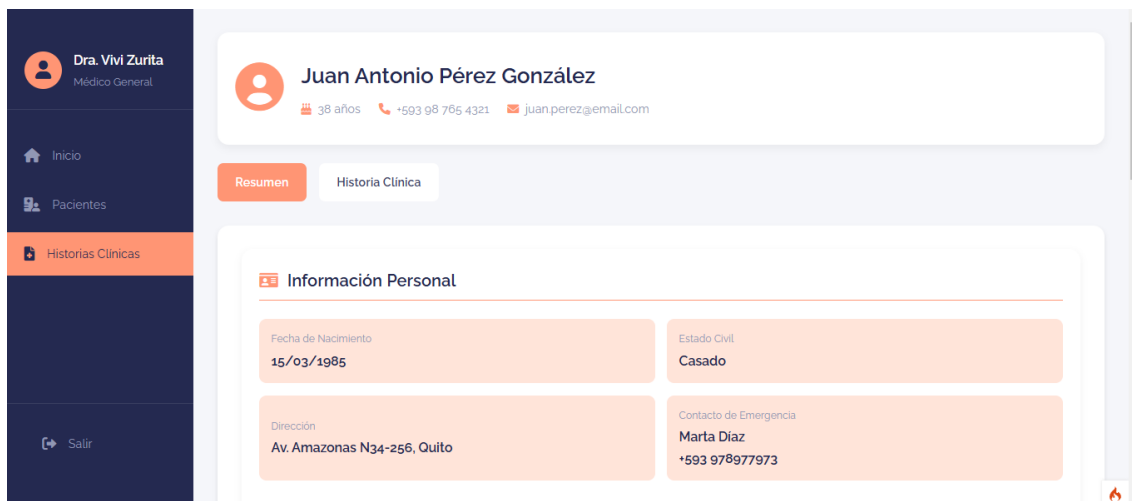 Dra. Vivi Zurita
Médico General
Inicio
Pacientes
Historias Clínicas
Salir
Juan Antonio Pérez González
38 años +593 98 765 4321 juan.perez@email.com
Resumen Historia Clínica
Información Personal
Fecha de Nacimiento
15/03/1985
Estado Civil
Casado
Dirección
Av. Amazonas N34-256, Quito
Contacto de Emergencia
Marta Díaz
+593 978977973